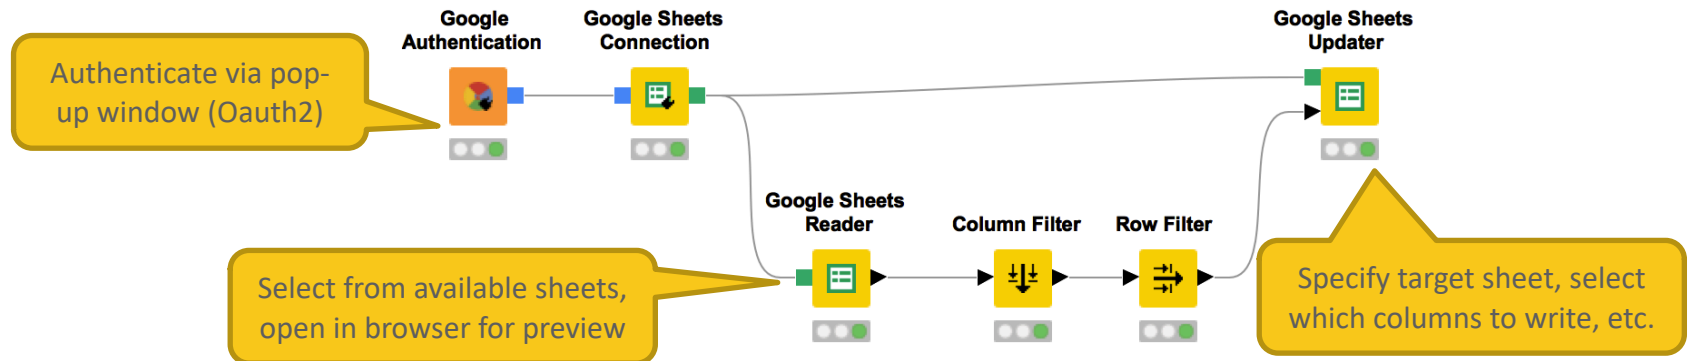 Google
Authentication
Google Sheets
Connection
Google Sheets
Updater
Authenticate via pop-
up window (Oauth2)
Google Sheets
Reader
Column Filter
Row Filter
Select from available sheets,
open in browser for preview
Specify target sheet, select
which columns to write, etc.